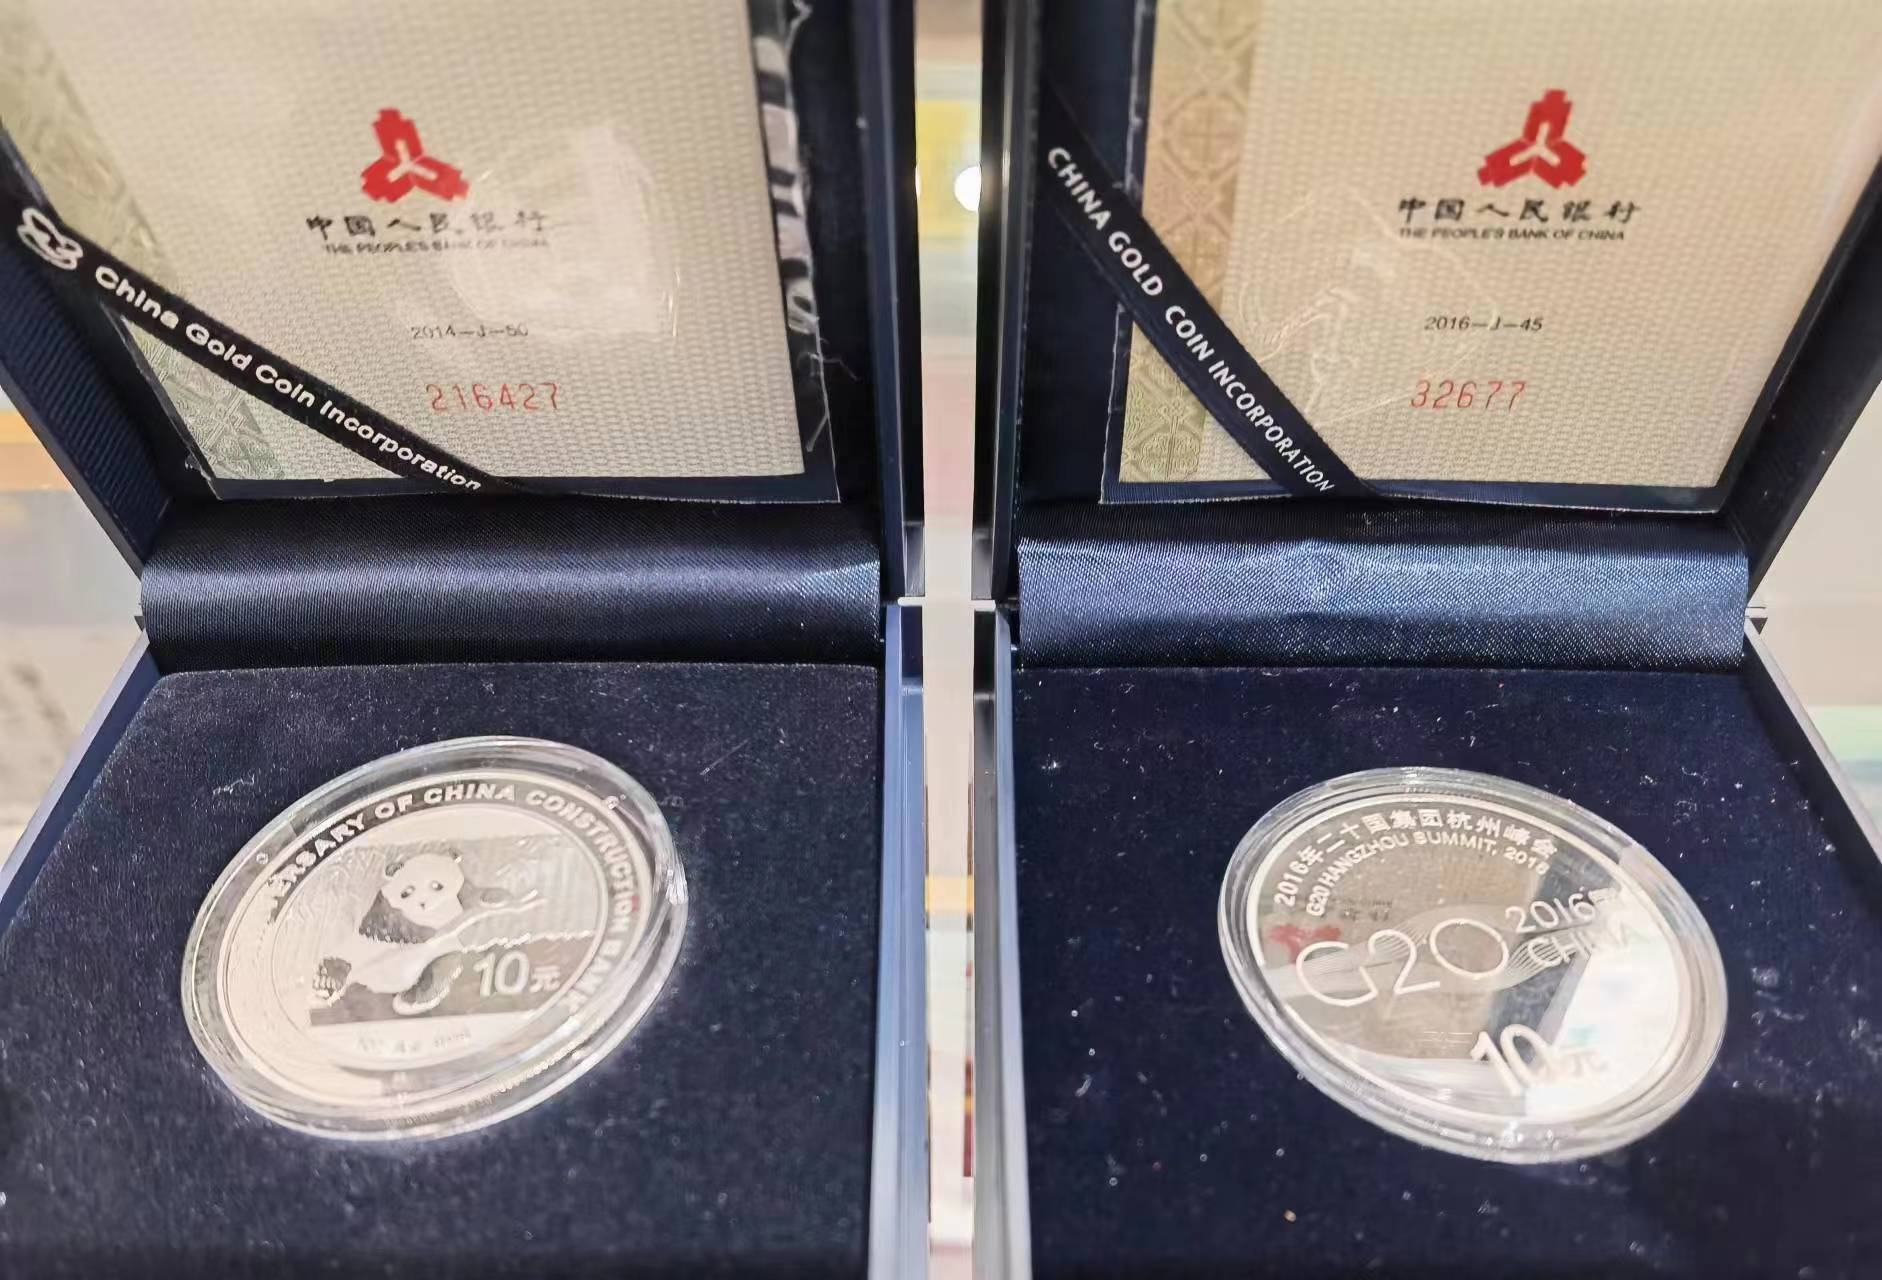 中国人民银行
THE PEOPLE'S BANK OF CHINA
2014—J—50
216427
China Gold Coin Incorporation
ERSARY OF CHINA CONSTRUCTION BANK
10元
中国人民银行
THE PEOPLE'S BANK OF CHINA
2016—J—45
32677
CHINA GOLD COIN INCORPORATION
2016年二十国集团杭州峰会
G20 HANGZHOU SUMMIT, 2016
G20 2016
CHINA
10元